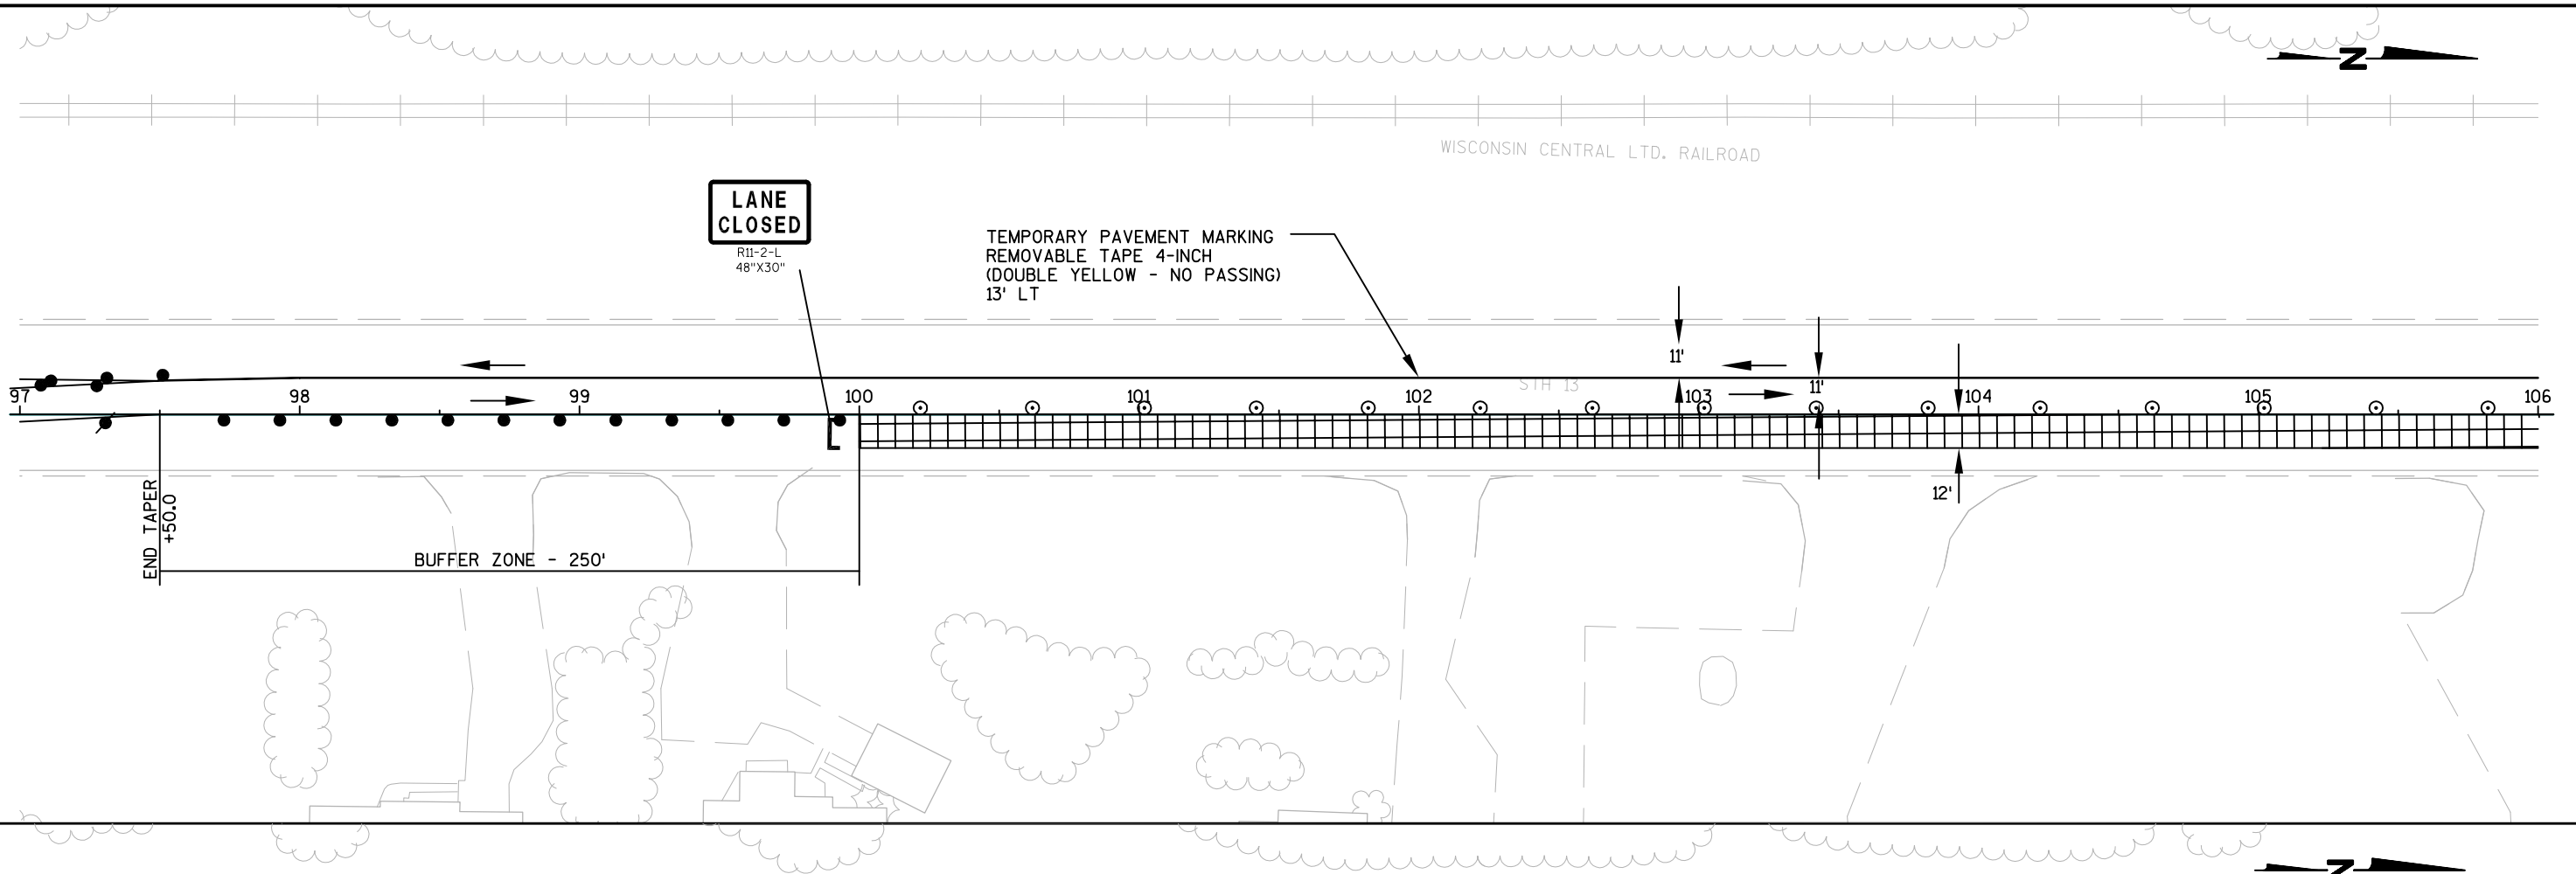 N
WISCONSIN CENTRAL LTD. RAILROAD
LANE
CLOSED
R11-2-L
48"X30"
TEMPORARY PAVEMENT MARKING
REMOVABLE TAPE 4-INCH
(DOUBLE YELLOW - NO PASSING)
13' LT
11'
11'
STH 13
97 98 99 100 101 102 103 104 105 106
12'
END TAPER
+50.0
BUFFER ZONE - 250'
N